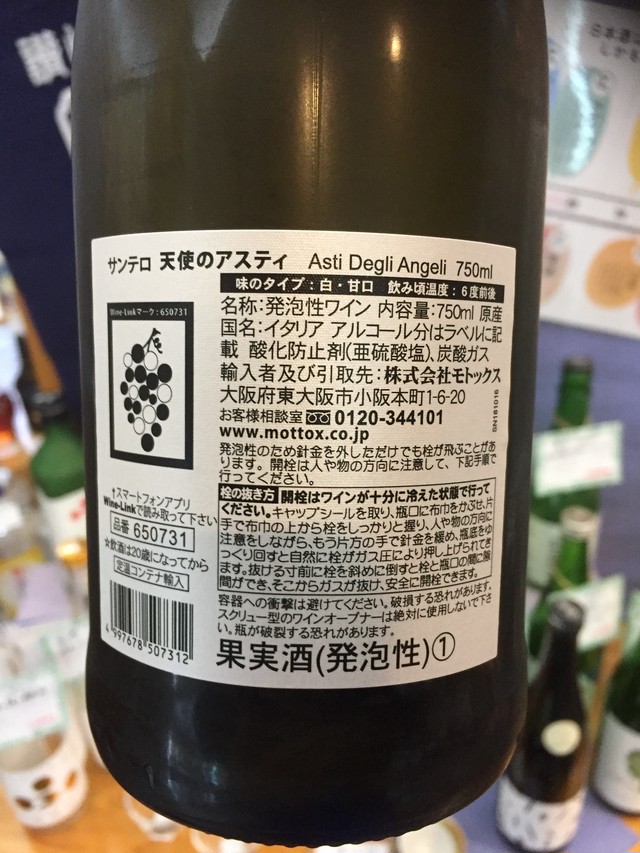 サンテロ 天使のアスティ Asti Degli Angeli 750ml
味のタイプ：白・甘口 飲み頃温度：6度前後
Wine-Linkマーク：650731
名称：発泡性ワイン 内容量：750ml 原産
国名：イタリア アルコール分はラベルに記
載 酸化防止剤(亜硫酸塩)、炭酸ガス
輸入者及び引取先：株式会社モトックス
大阪府東大阪市小阪本町1-6-20
お客様相談室 0120-344101
www.mottox.co.jp
SN181016
発泡性のため針金を外しただけでも栓が飛ぶことがあ
ります。開栓は人や物の方向に注意して、下記手順で
行ってください。
栓の抜き方 開栓はワインが十分に冷えた状態で行って
ください。キャップシールを取り、瓶口に布巾をかぶせ、片
手で布巾の上から栓をしっかりと握り、人や物の方向に
注意をしながら、もう片方の手で針金を緩め、瓶底をゆ
っくり回すと自然に栓がガス圧により押し上げられてき
ます。抜ける寸前に栓を斜めに倒すと栓と瓶口の間に隙
間ができ、そこからガスが抜け、安全に開栓できます。
容器への衝撃は避けてください。破損する恐れがあります。
スクリュー型のワインオープナーは絶対に使用しないで下さ
い。瓶が破裂する恐れがあります。
果実酒(発泡性)①
↑スマートフォンアプリ
Wine-Linkで読み取って下さい
品番 650731
☆飲酒は20歳になってから
定温コンテナ輸入
4 997678 507312